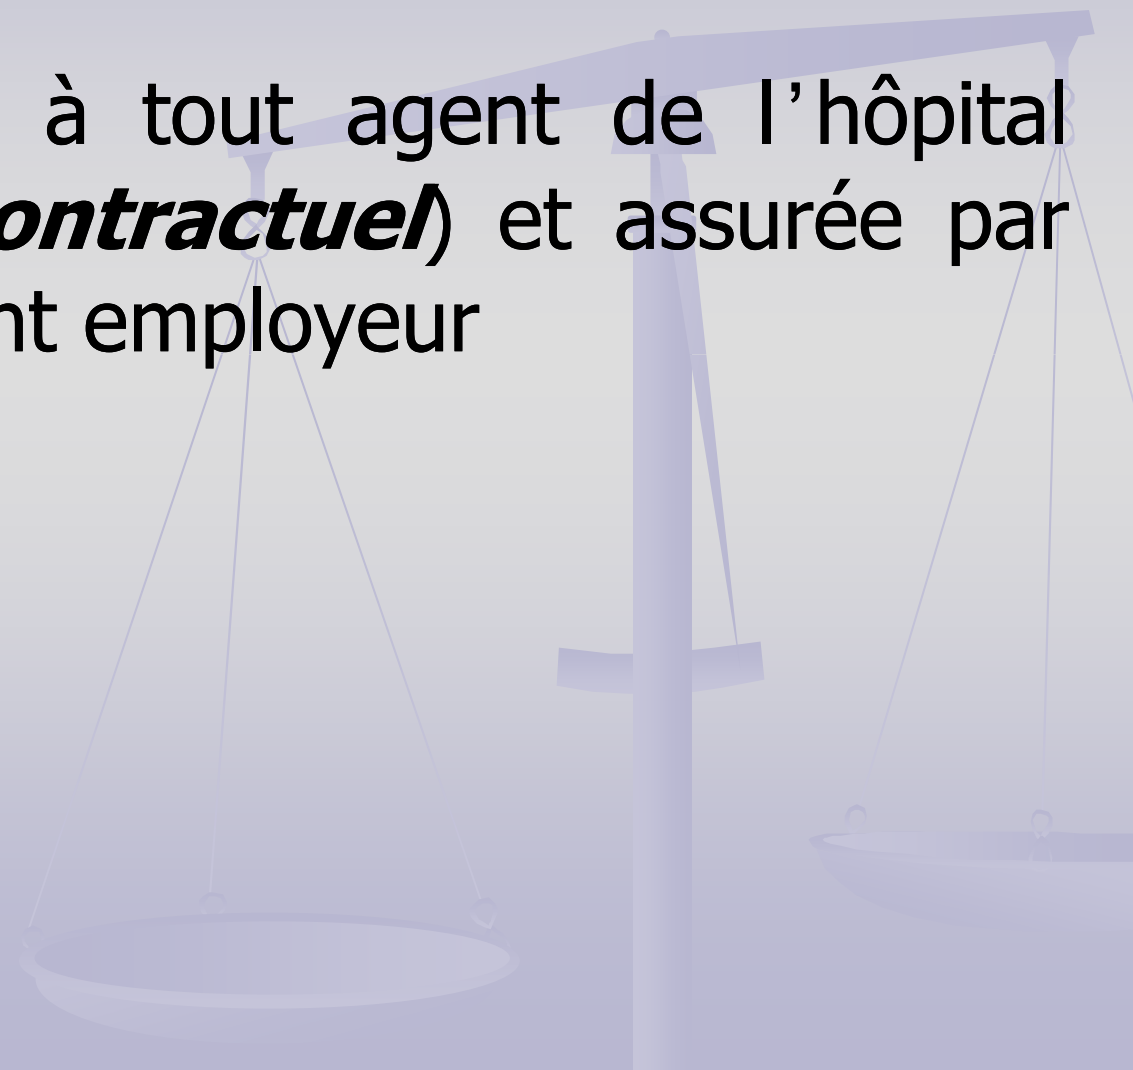 à tout agent de l’hôpital
ontractuel) et assurée par
nt employeur